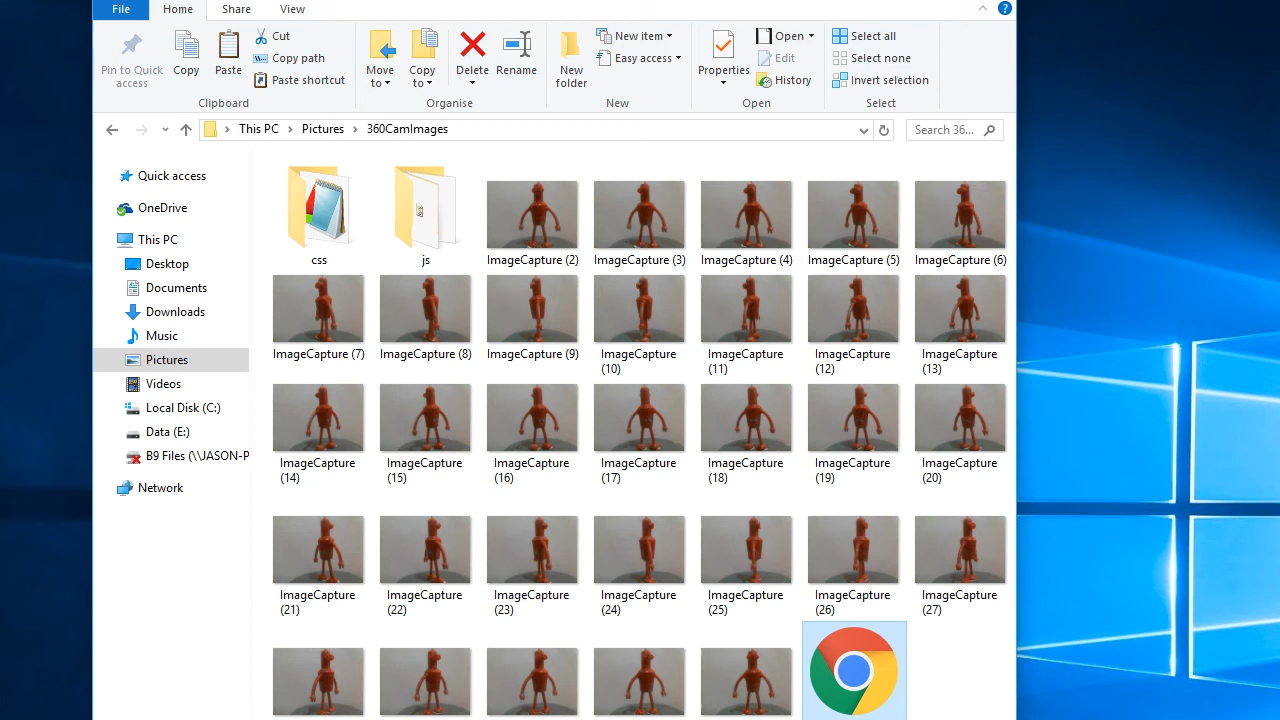 File Home Share View
Pin to Quick access
Copy
Paste
Cut
Copy path
Paste shortcut
Clipboard
Move to
Copy to
Delete
Rename
Organise
New folder
New item
Easy access
New
Properties
Open
Edit
History
Open
Select all
Select none
Invert selection
Select
This PC Pictures 360CamImages
Search 36...
Quick access
OneDrive
This PC
Desktop
Documents
Downloads
Music
Pictures
Videos
Local Disk (C:)
Data (E:)
B9 Files (\\JASON-P
Network
css
js
ImageCapture (2)
ImageCapture (3)
ImageCapture (4)
ImageCapture (5)
ImageCapture (6)
ImageCapture (7)
ImageCapture (8)
ImageCapture (9)
ImageCapture (10)
ImageCapture (11)
ImageCapture (12)
ImageCapture (13)
ImageCapture (14)
ImageCapture (15)
ImageCapture (16)
ImageCapture (17)
ImageCapture (18)
ImageCapture (19)
ImageCapture (20)
ImageCapture (21)
ImageCapture (22)
ImageCapture (23)
ImageCapture (24)
ImageCapture (25)
ImageCapture (26)
ImageCapture (27)